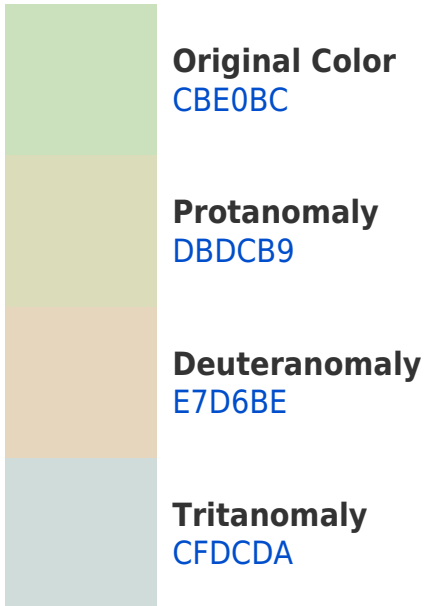 Original Color
CBE0BC
Protanomaly
DBDCB9
Deuteranomaly
E7D6BE
Tritanomaly
CFDCDA